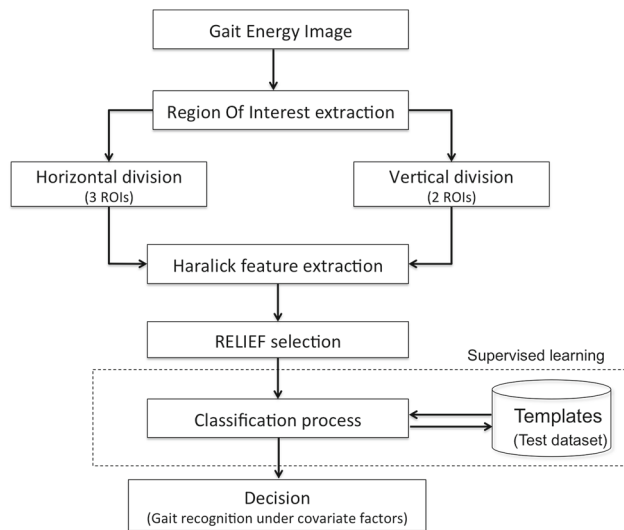 Gait Energy Image
Region Of Interest extraction
Horizontal division
(3 ROIs)
Vertical division
(2 ROIs)
Haralick feature extraction
RELIEF selection
Supervised learning
Classification process
Templates
(Test dataset)
Decision
(Gait recognition under covariate factors)